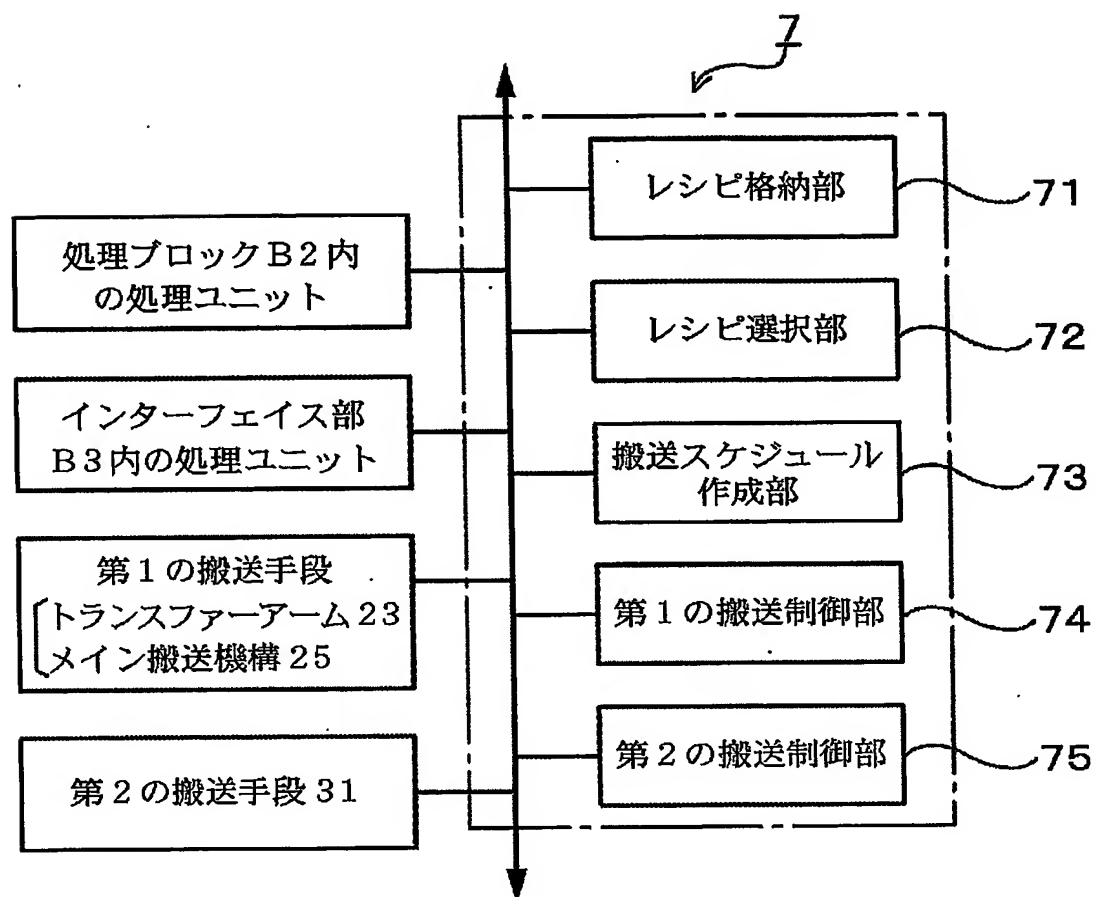 7
レシピ格納部
71
処理ブロックB2内
の処理ユニット
レシピ選択部
72
インターフェイス部
B3内の処理ユニット
搬送スケジュール
作成部
73
第1の搬送手段
トランスファーアーム23
メイン搬送機構25
第1の搬送制御部
74
第2の搬送手段31
第2の搬送制御部
75